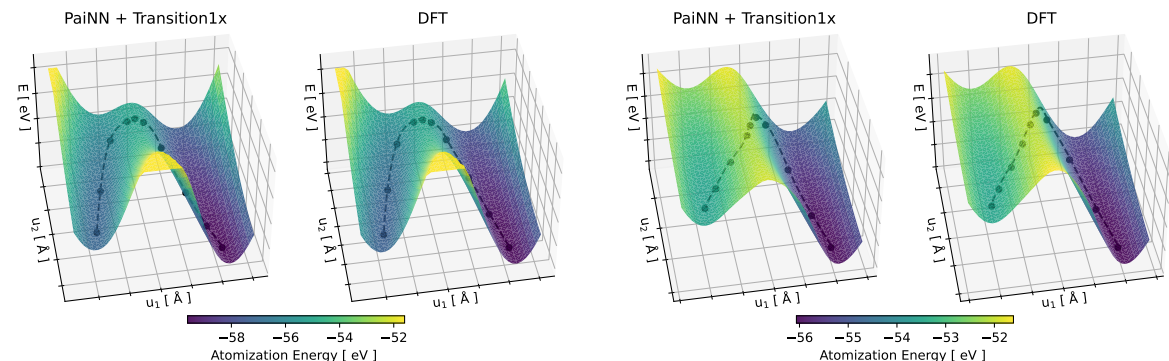 PaiNN + Transition1x
DFT
PaiNN + Transition1x
DFT
E [ eV ]
u₂ [ Å ]
u₁ [ Å ]
E [ eV ]
u₂ [ Å ]
u₁ [ Å ]
E [ eV ]
u₂ [ Å ]
u₁ [ Å ]
E [ eV ]
u₂ [ Å ]
u₁ [ Å ]
−58 −56 −54 −52
Atomization Energy [ eV ]
−56 −55 −54 −53 −52
Atomization Energy [ eV ]